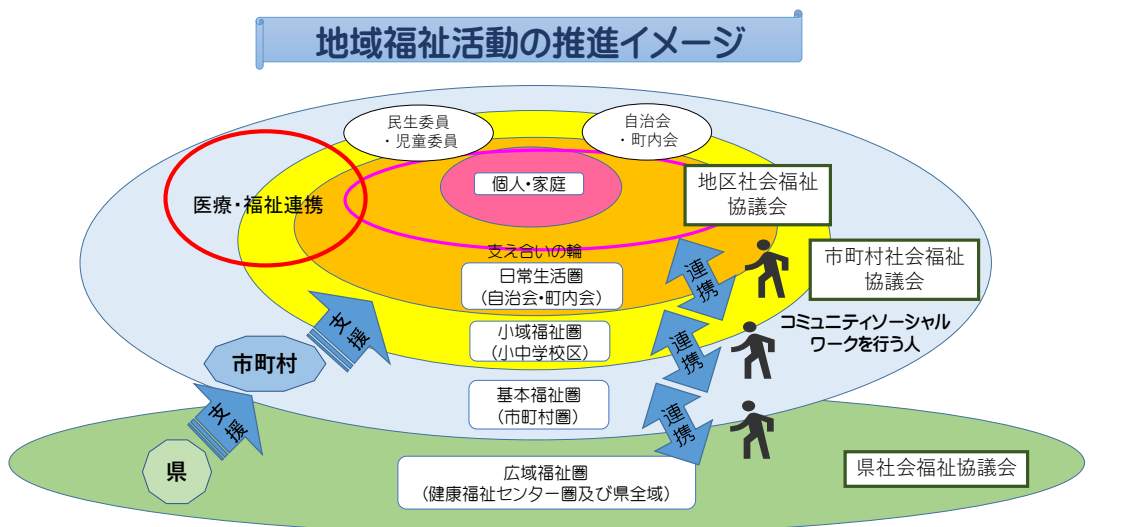 地域福祉活動の推進イメージ
民生委員
・児童委員
自治会
・町内会
個人・家庭
地区社会福祉
協議会
医療・福祉連携
支え合いの輪
日常生活圏
（自治会・町内会）
連携
市町村社会福祉
協議会
小域福祉圏
（小中学校区）
連携
コミュニティソーシャル
ワークを行う人
支援
市町村
基本福祉圏
（市町村圏）
連携
支援
県
広域福祉圏
（健康福祉センター圏及び県全域）
県社会福祉協議会